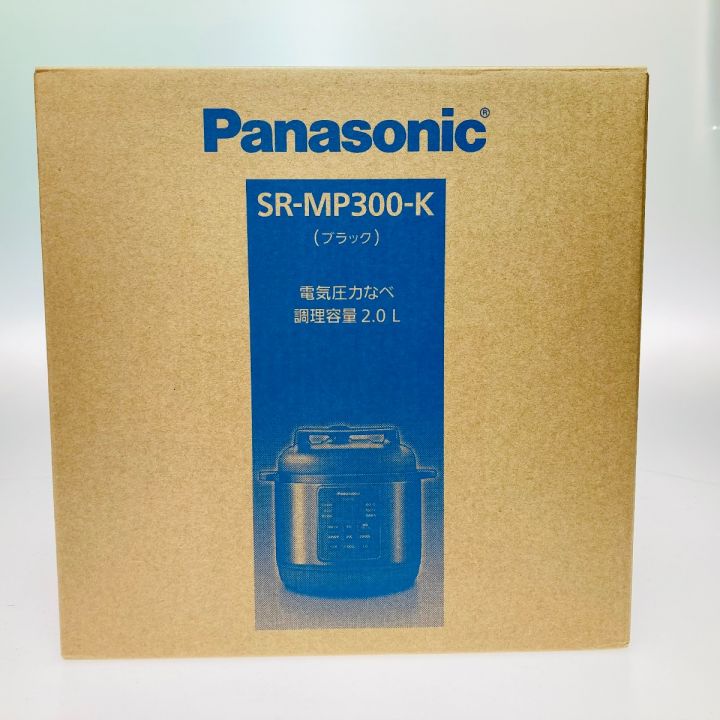 Panasonic®
SR-MP300-K
(ブラック)
電気圧力なべ
調理容量 2.0 L
Panasonic